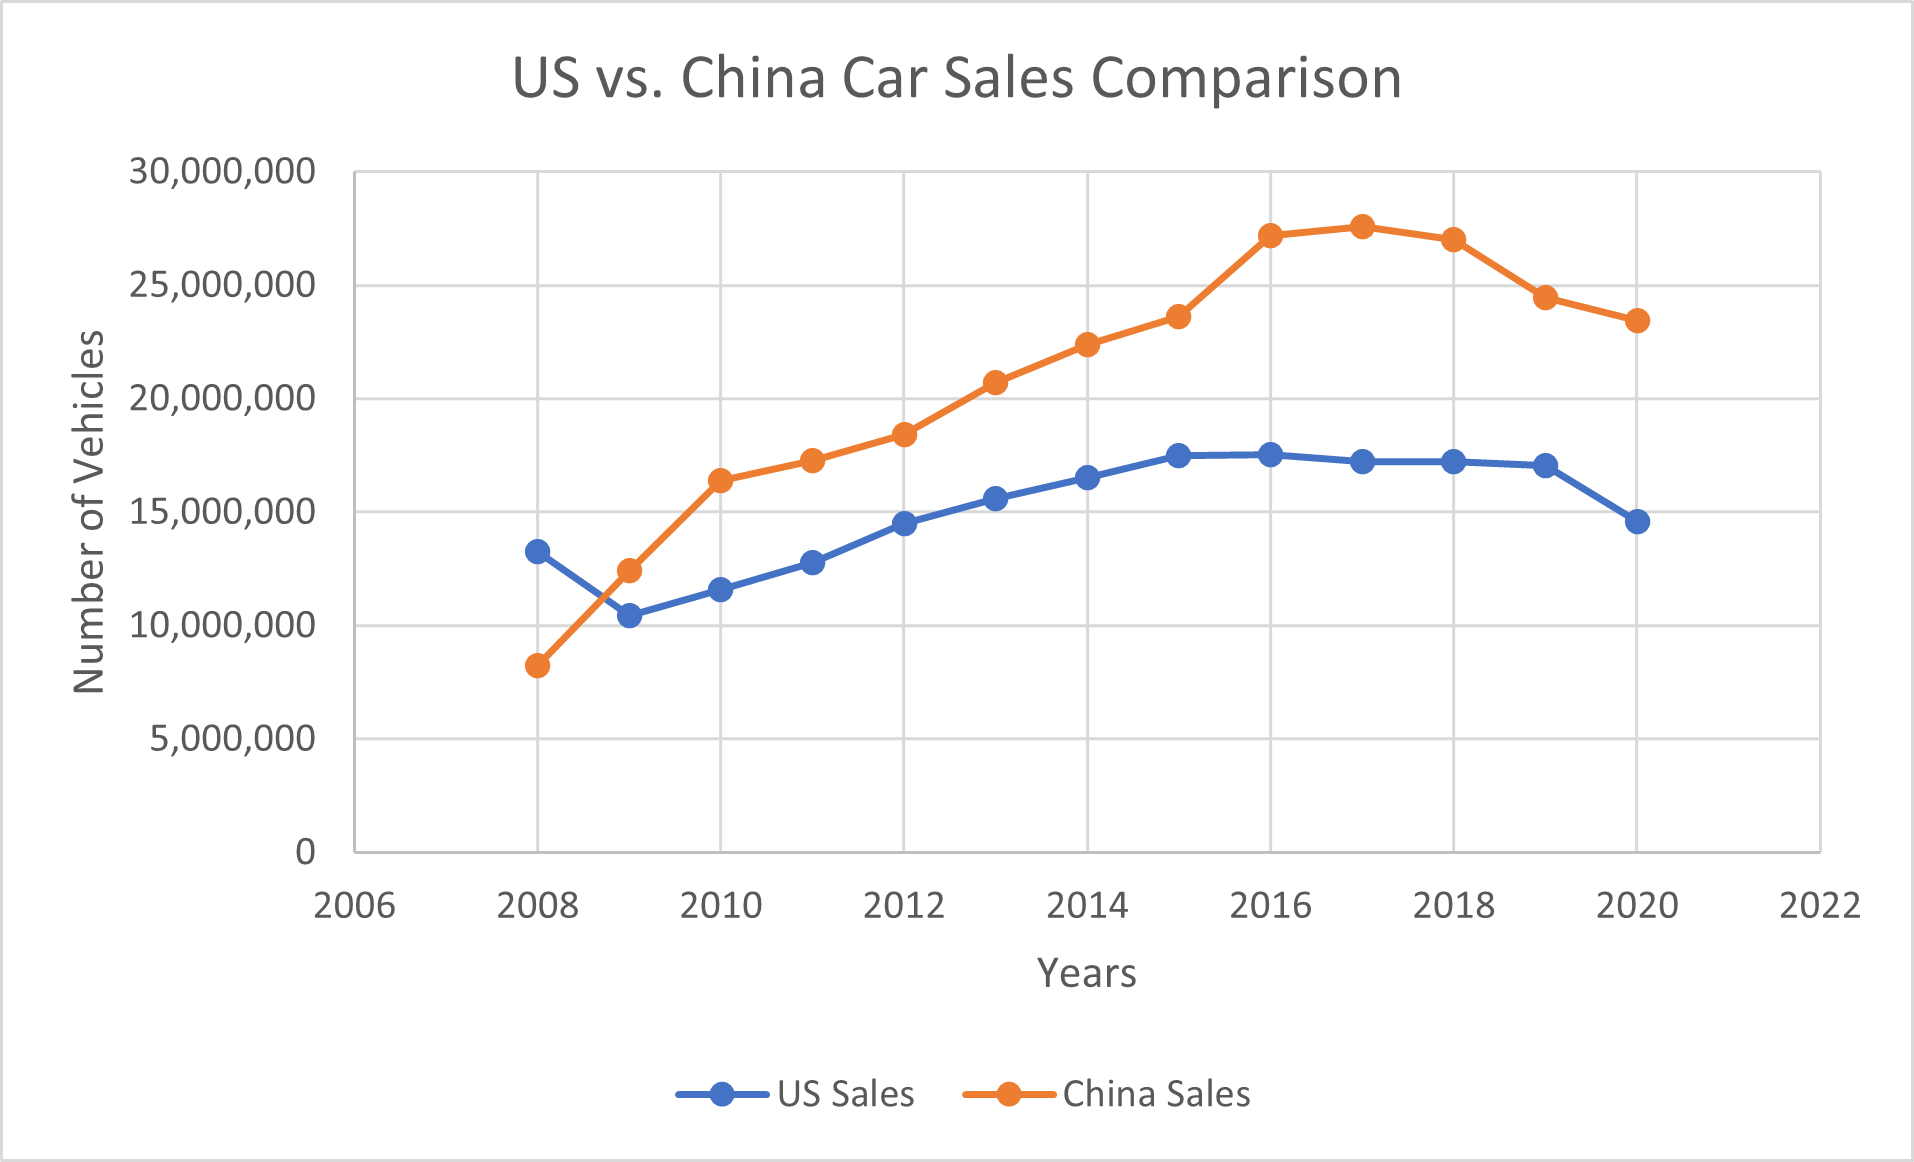 US vs. China Car Sales Comparison
30,000,000
25,000,000
20,000,000
15,000,000
10,000,000
5,000,000
0
Number of Vehicles
2006 2008 2010 2012 2014 2016 2018 2020 2022
Years
US Sales China Sales